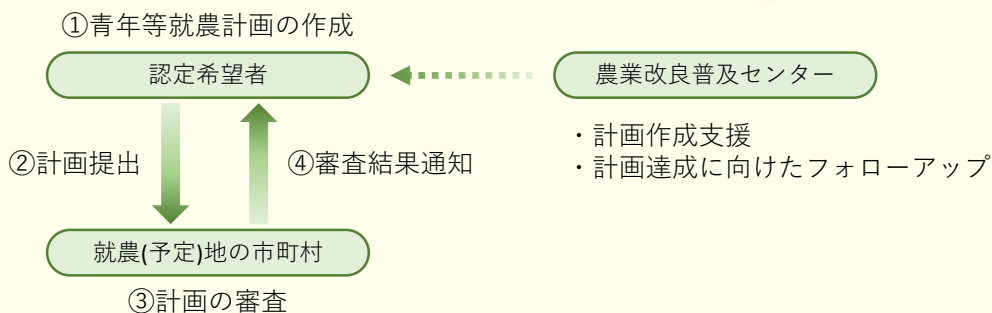 ①青年等就農計画の作成
認定希望者
農業改良普及センター
・計画作成支援
・計画達成に向けたフォローアップ
②計画提出
④審査結果通知
就農(予定)地の市町村
③計画の審査